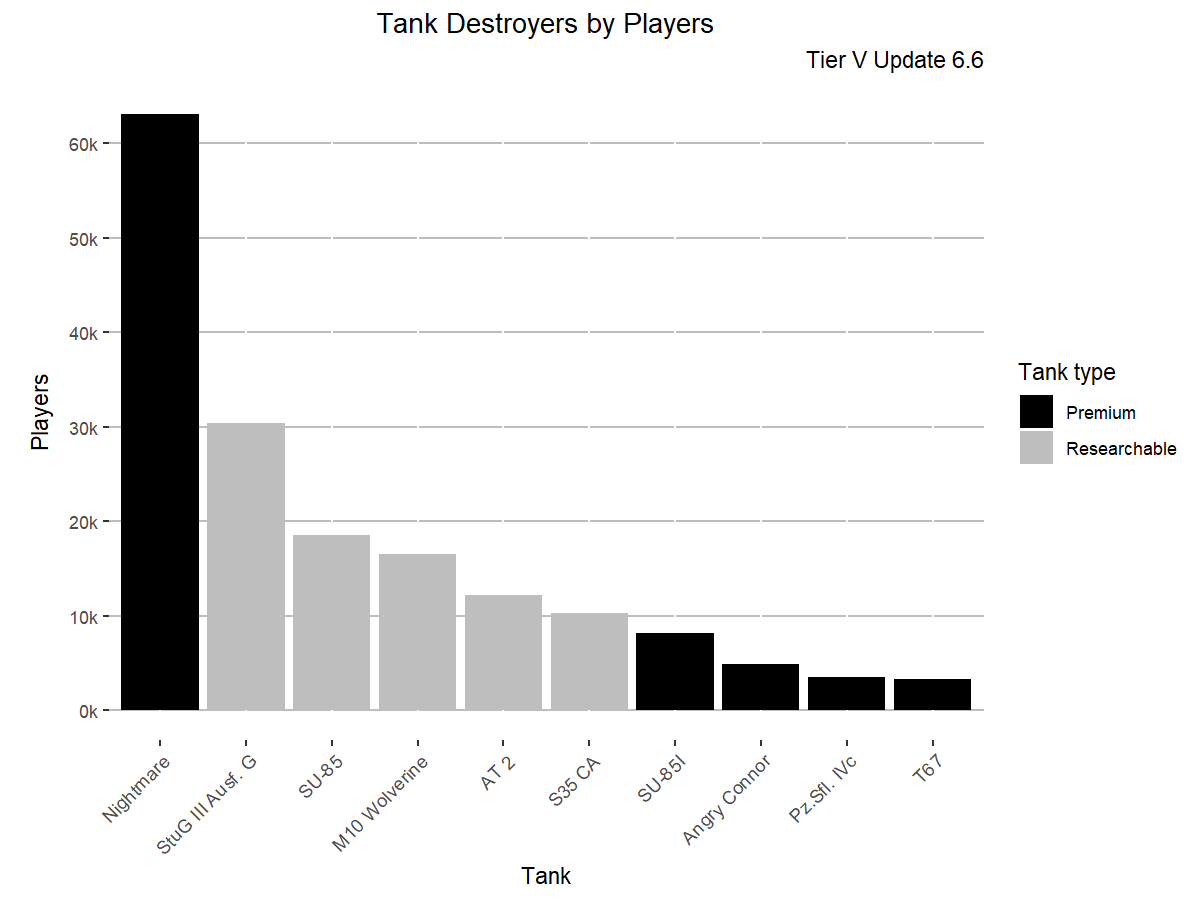 Tank Destroyers by Players
Tier V Update 6.6
Players
60k
50k
40k
30k
20k
10k
0k
Nightmare
StuG III Ausf. G
SU-85
M10 Wolverine
AT 2
S35 CA
SU-85I
Angry Connor
Pz.Sfl. IVc
T67
Tank
Tank type
Premium
Researchable